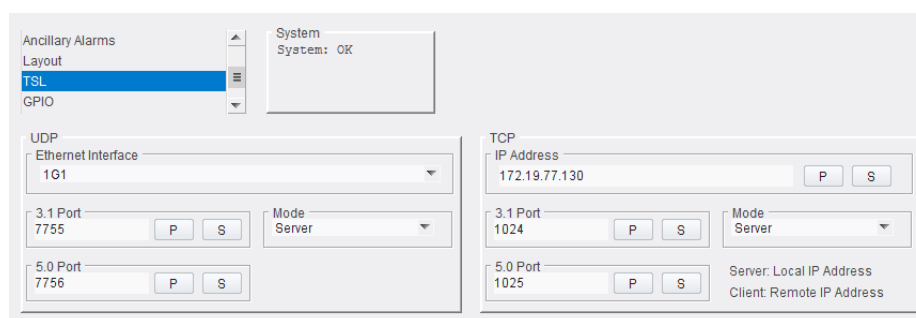 Ancillary Alarms
Layout
TSL
GPIO
System
System: OK
UDP
Ethernet Interface
1G1
3.1 Port
7755 P S
Mode
Server
5.0 Port
7756 P S
TCP
IP Address
172.19.77.130 P S
3.1 Port
1024 P S
Mode
Server
5.0 Port
1025 P S
Server: Local IP Address
Client: Remote IP Address